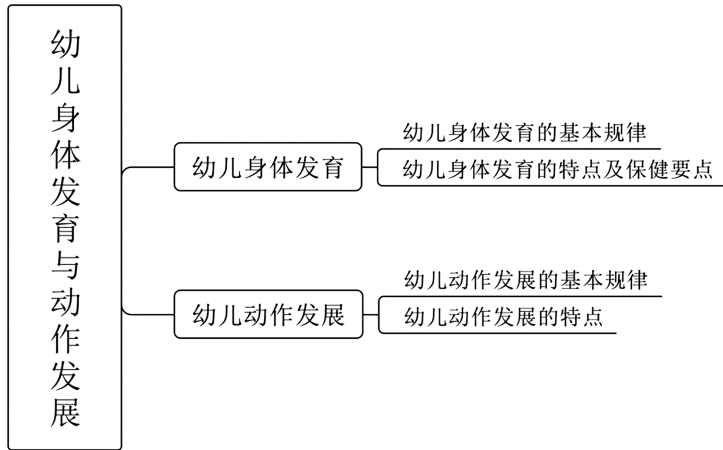 幼儿身体发育与动作发展
幼儿身体发育
幼儿身体发育的基本规律
幼儿身体发育的特点及保健要点
幼儿动作发展
幼儿动作发展的基本规律
幼儿动作发展的特点